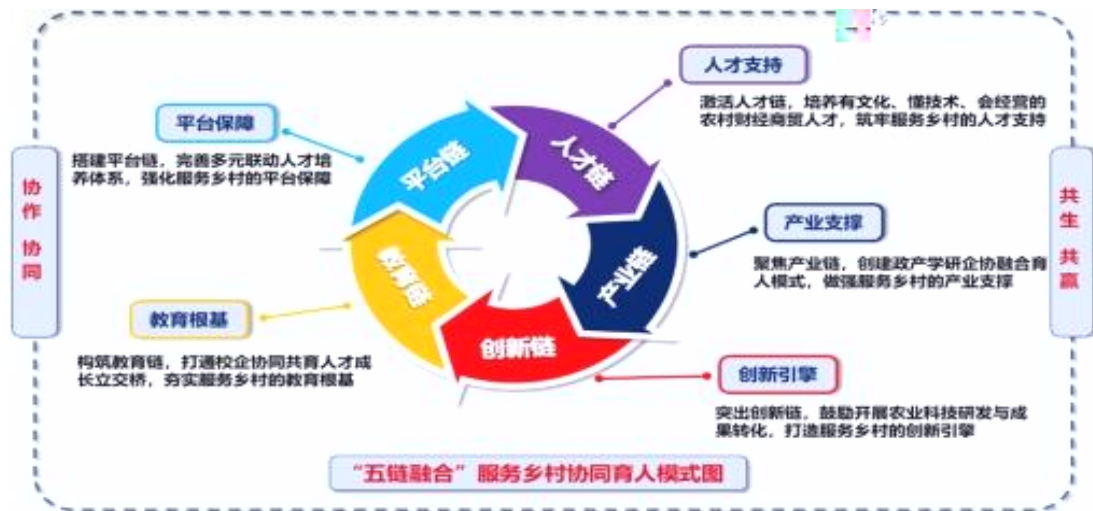 人才支持
激活人才链，培养有文化、懂技术、会经营的
农村财经商贸人才，筑牢服务乡村的人才支持
平台保障
搭建平台链，完善多元联动人才培
养体系，强化服务乡村的平台保障
平台链
人才链
协作 协同
共生 共赢
产业支撑
聚焦产业链，创建政产学研企协融合育
人模式，做强服务乡村的产业支撑
教育链
产业链
教育根基
构筑教育链，打通校企协同共育人才成
长立交桥，夯实服务乡村的教育根基
创新链
创新引擎
突出创新链，鼓励开展农业科技研发与成
果转化，打造服务乡村的创新引擎
“五链融合”服务乡村协同育人模式图